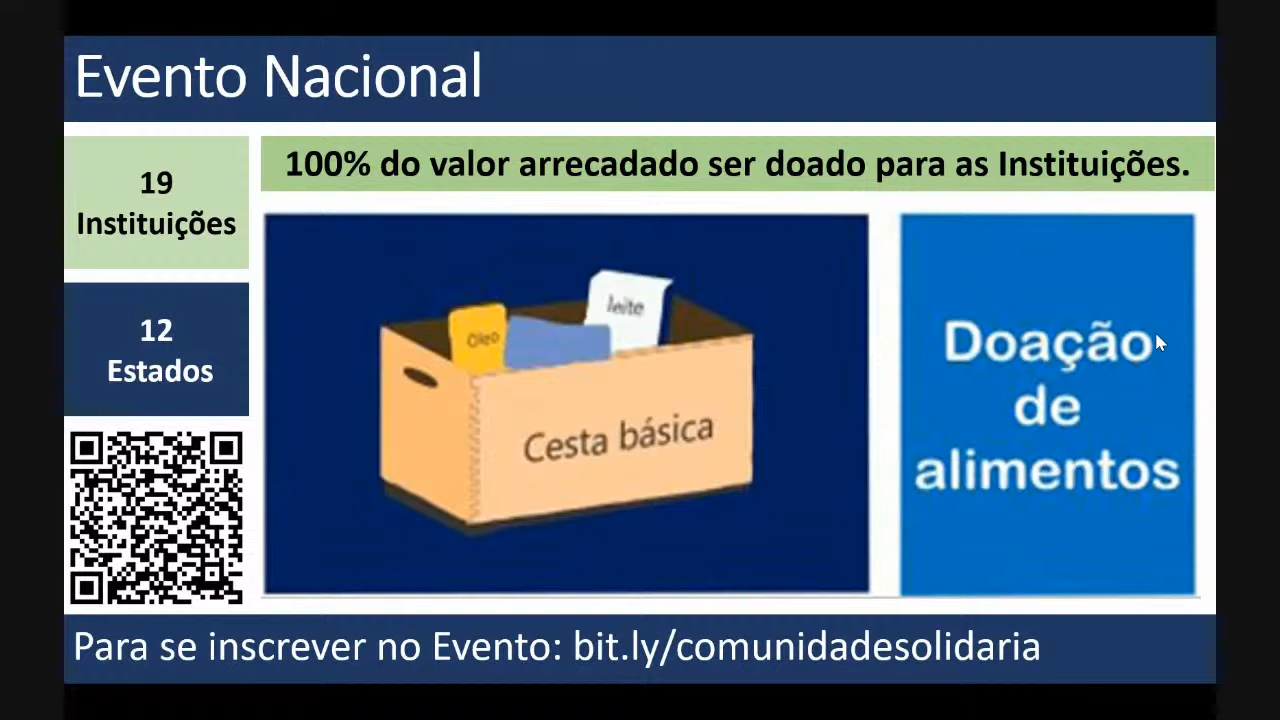 Evento Nacional
19
Instituições
100% do valor arrecadado ser doado para as Instituições.
12
Estados
Oleo
leite
Cesta básica
Doação
de
alimentos
Para se inscrever no Evento: bit.ly/comunidadesolidaria